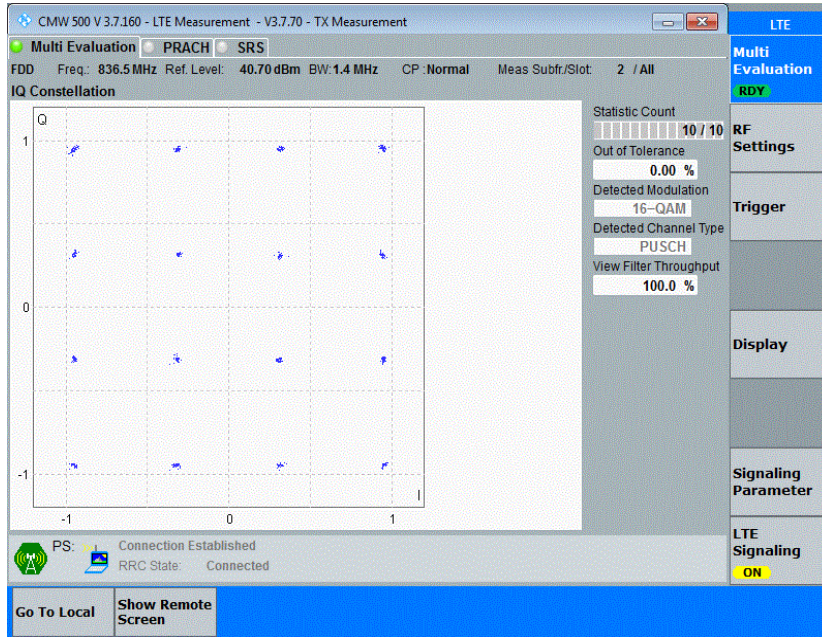 CMW 500 V 3.7.160 - LTE Measurement - V3.7.70 - TX Measurement
LTE
Multi Evaluation PRACH SRS
Multi
Evaluation
RDY
FDD Freq.: 836.5 MHz Ref. Level: 40.70 dBm BW: 1.4 MHz CP : Normal Meas Subfr./Slot: 2 / All
IQ Constellation
Q
1
0
-1
I
-1 0 1
Statistic Count
10 / 10
Out of Tolerance
0.00 %
Detected Modulation
16-QAM
Detected Channel Type
PUSCH
View Filter Throughput
100.0 %
RF
Settings
Trigger
Display
Signaling
Parameter
LTE
Signaling
ON
PS: Connection Established
RRC State: Connected
Go To Local
Show Remote
Screen